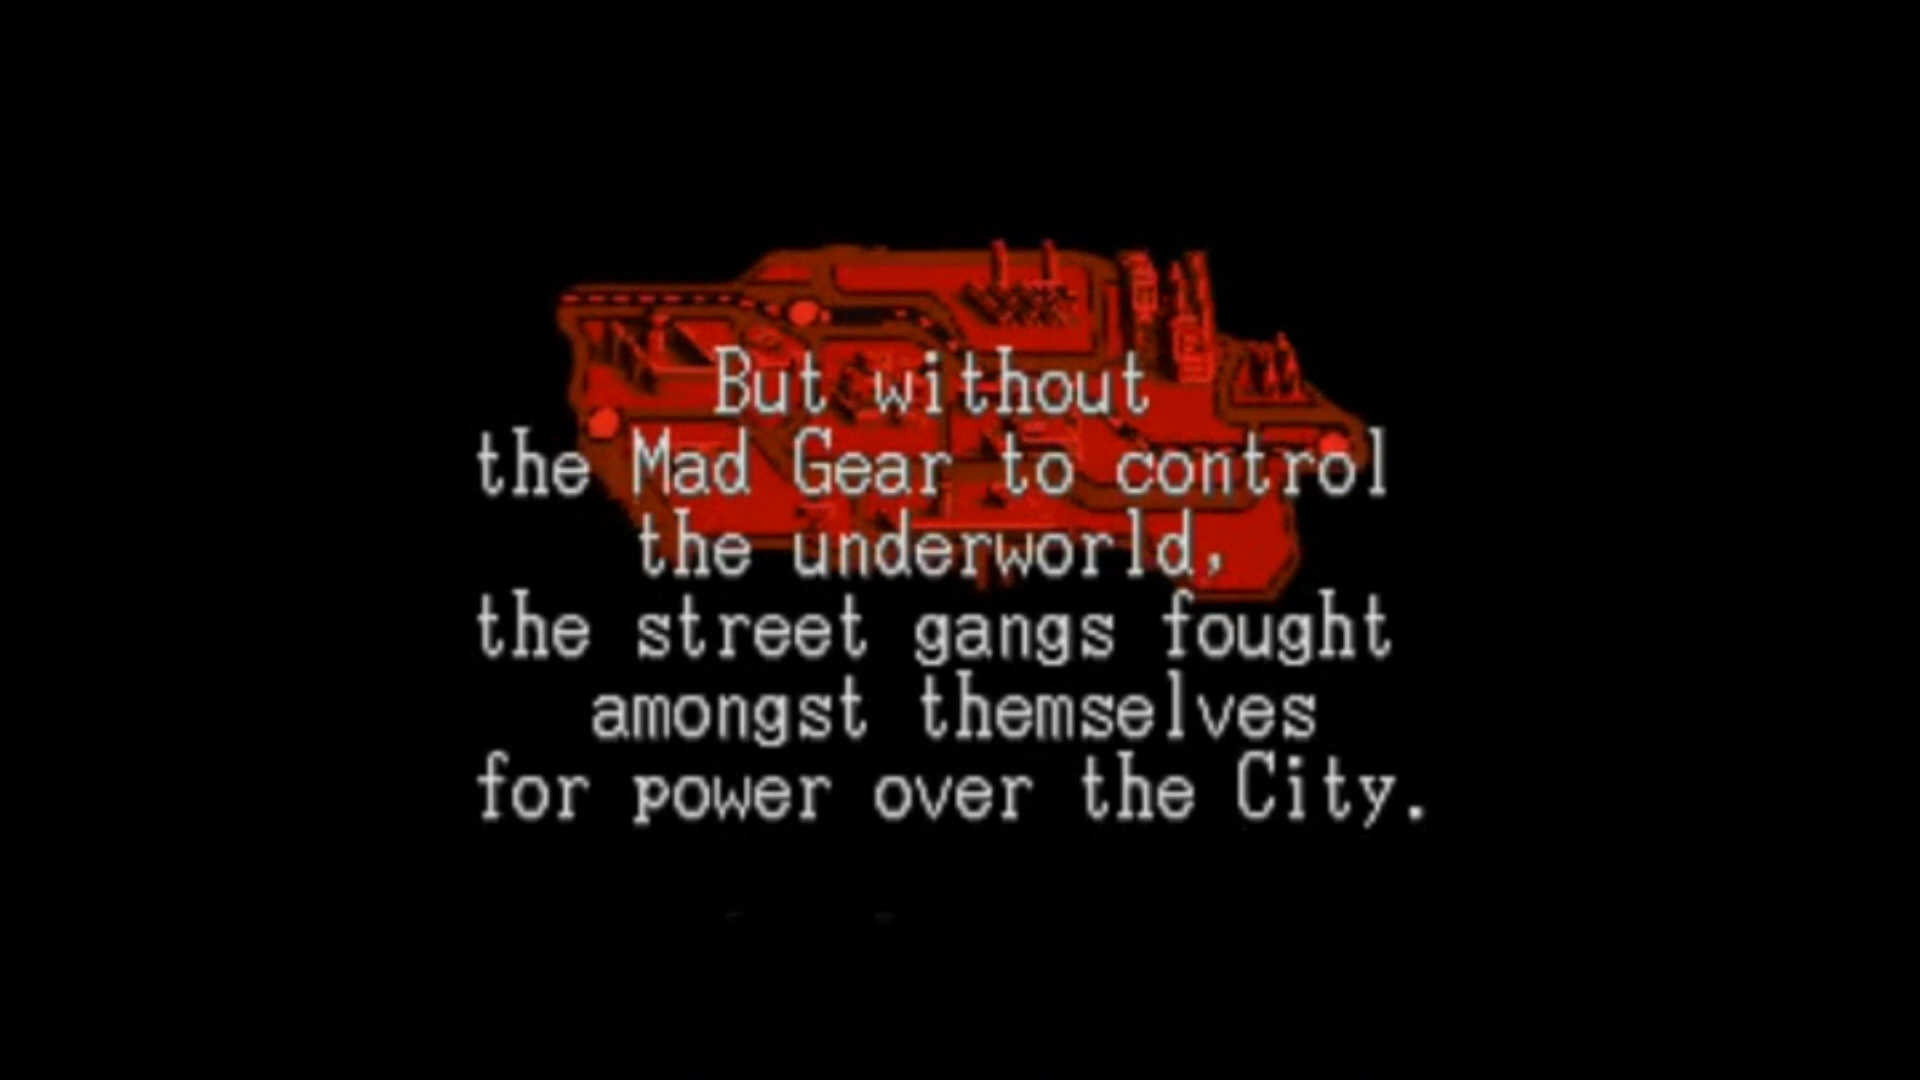 But without
the Mad Gear to control
the underworld,
the street gangs fought
amongst themselves
for power over the City.